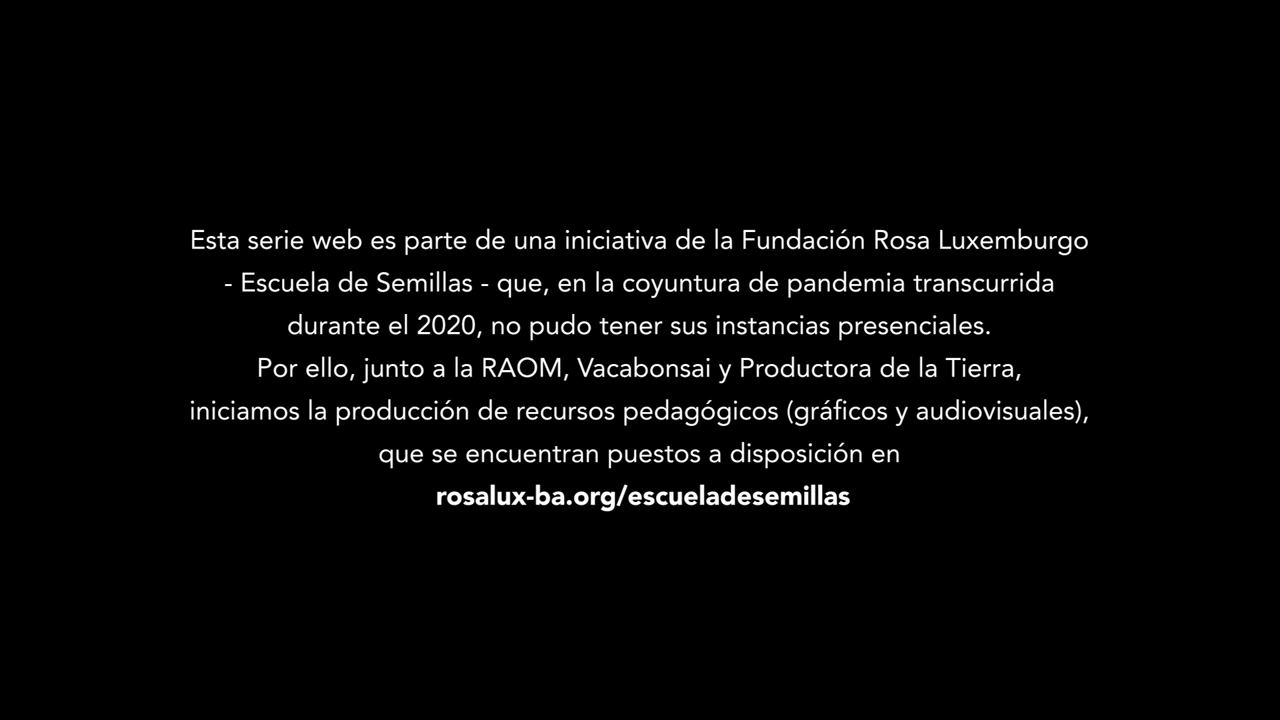 Esta serie web es parte de una iniciativa de la Fundación Rosa Luxemburgo
- Escuela de Semillas - que, en la coyuntura de pandemia transcurrida
durante el 2020, no pudo tener sus instancias presenciales.
Por ello, junto a la RAOM, Vacabonsai y Productora de la Tierra,
iniciamos la producción de recursos pedagógicos (gráficos y audiovisuales),
que se encuentran puestos a disposición en
rosalux-ba.org/escueladesemillas